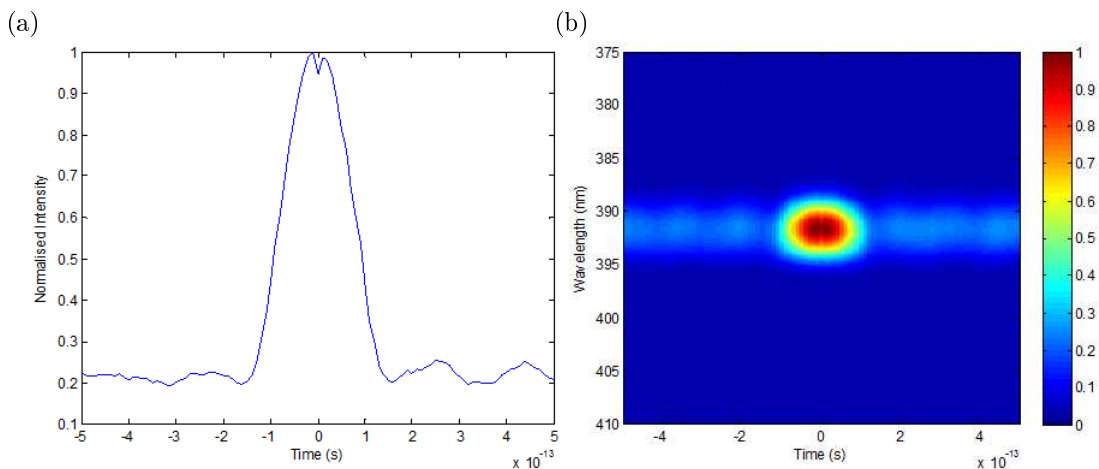 (a)
1
0.9
0.8
0.7
0.6
0.5
0.4
0.3
0.2
0.1
Normalised Intensity
-5 -4 -3 -2 -1 0 1 2 3 4 5
Time (s)
x 10^-13
(b)
375
380
385
390
395
400
405
410
Wavelength (nm)
-4 -2 0 2 4
Time (s)
x 10^-13
1
0.9
0.8
0.7
0.6
0.5
0.4
0.3
0.2
0.1
0